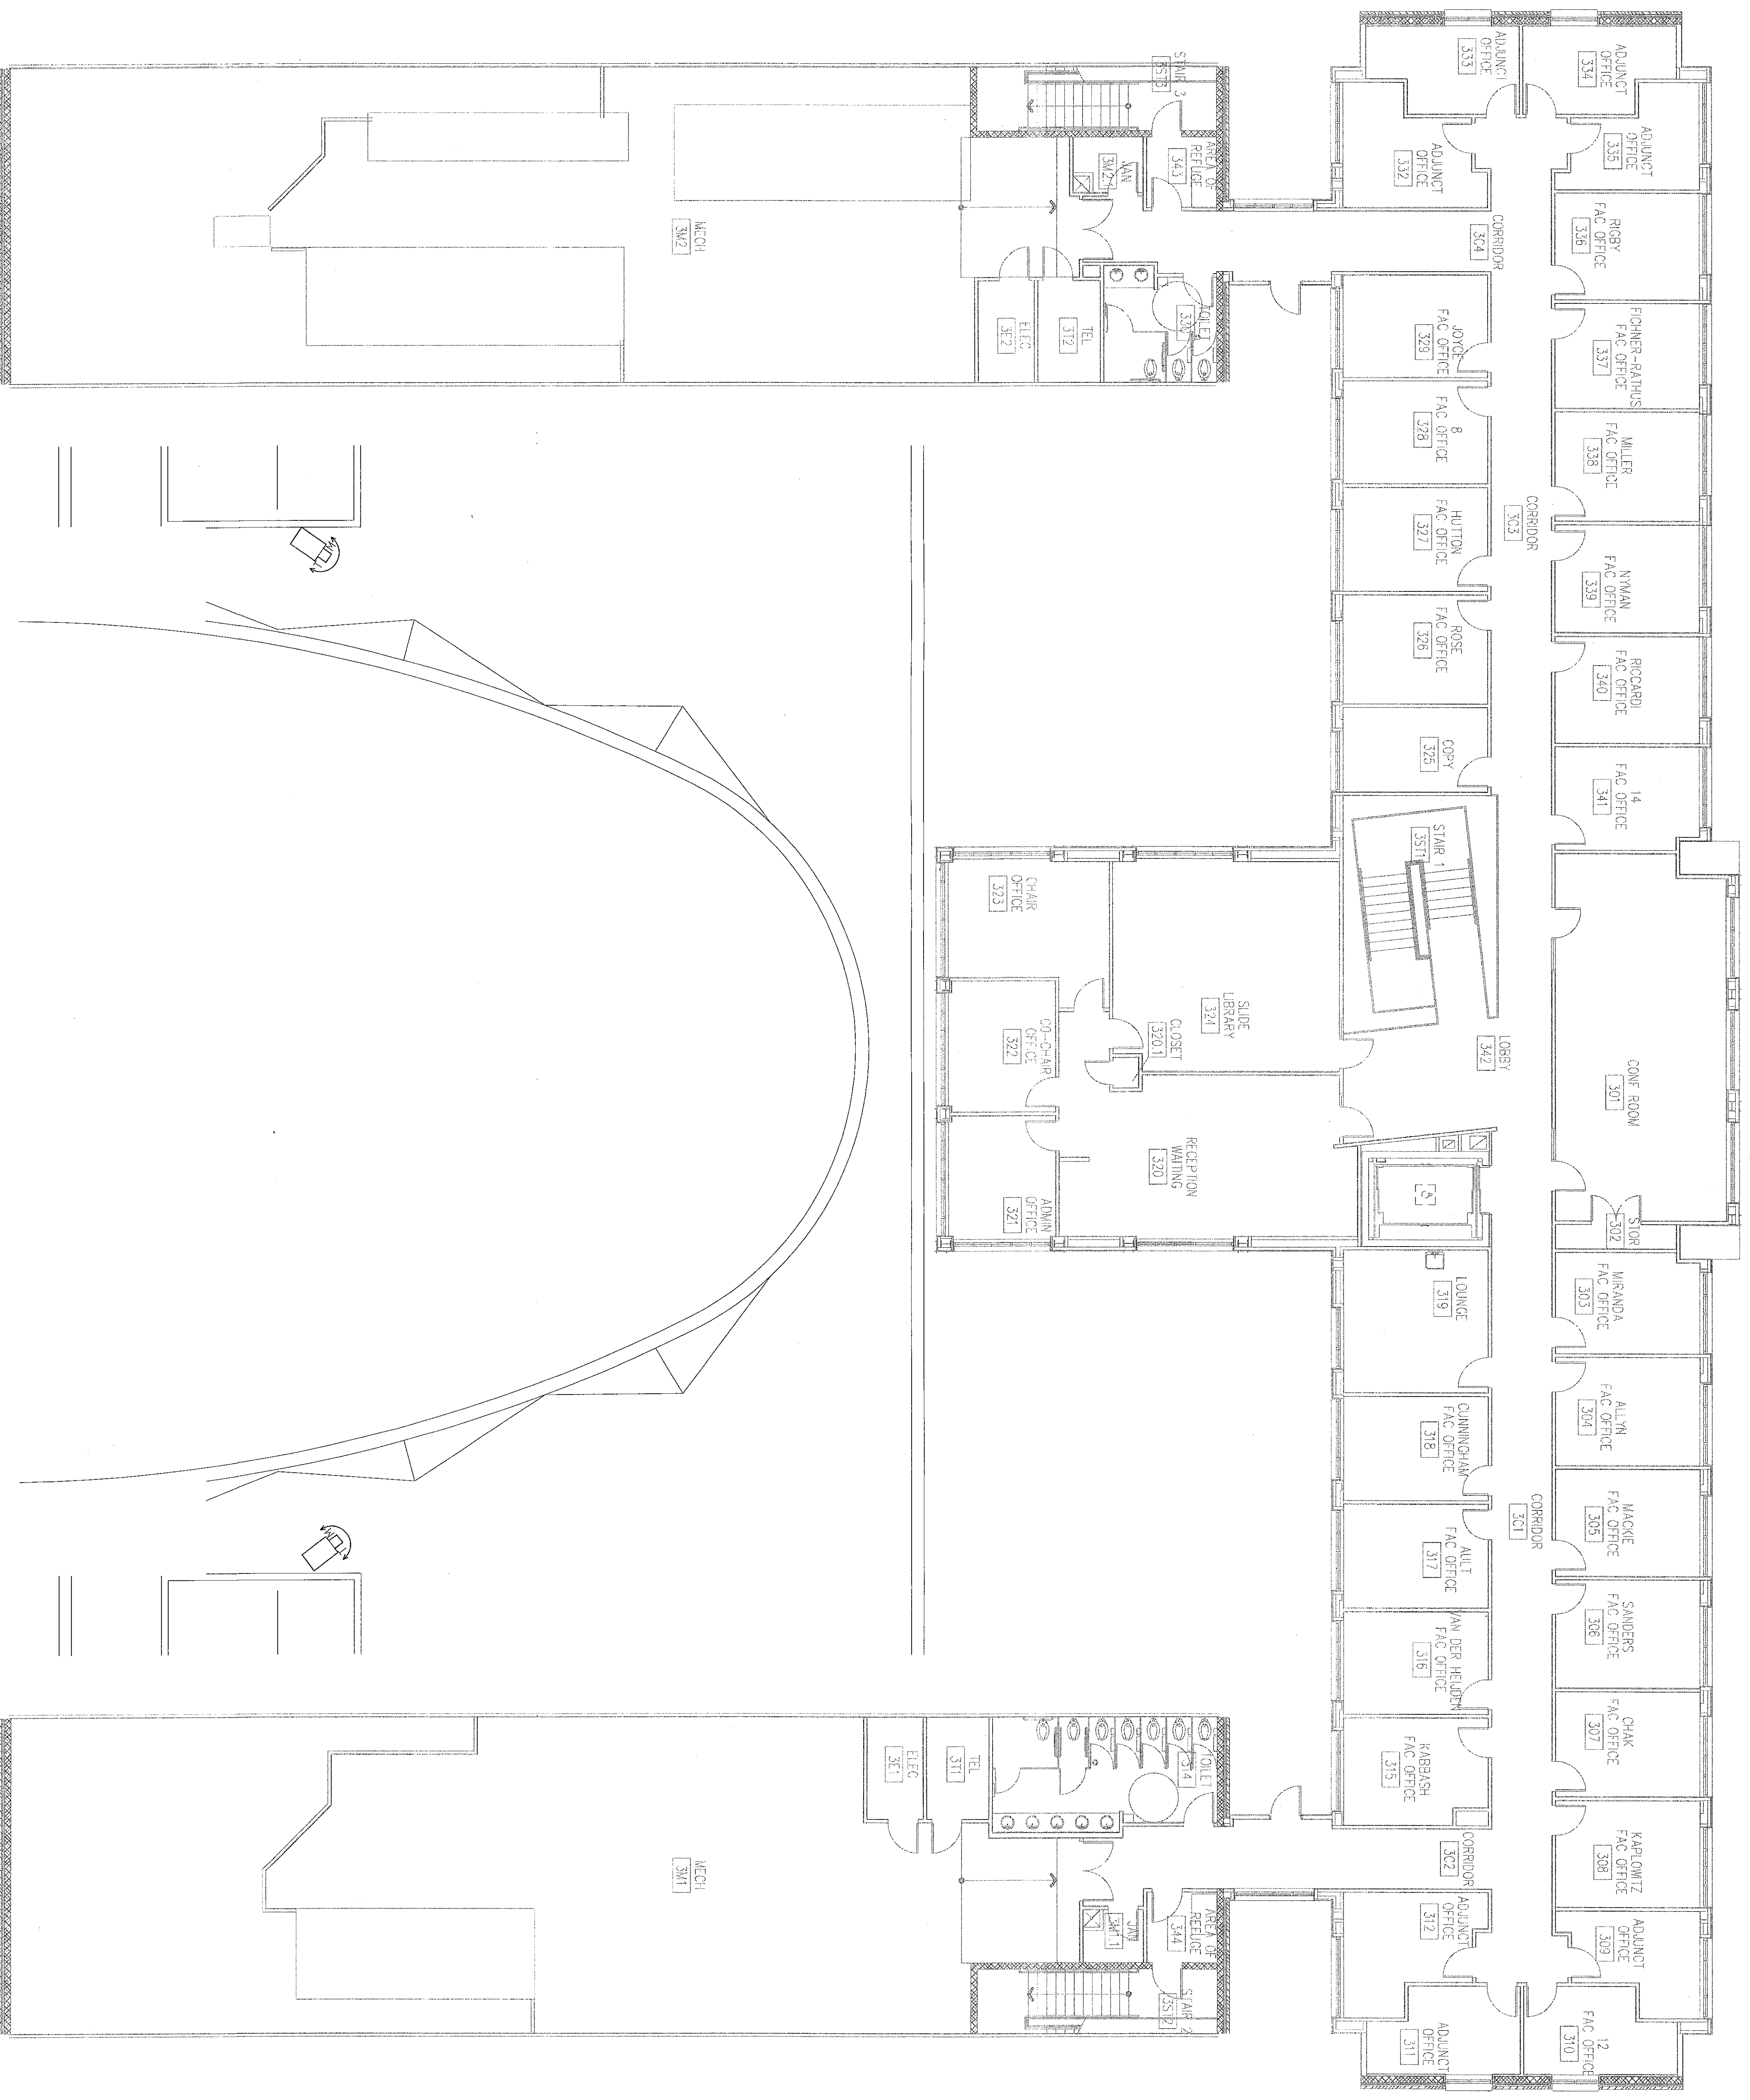 ADJUNCT
OFFICE
333
ADJUNCT
OFFICE
334
ADJUNCT
OFFICE
335
ADJUNCT
OFFICE
332
RIGBY
FAC OFFICE
336
FICHNER-RATHUS
FAC OFFICE
337
MILLER
FAC OFFICE
338
NYMAN
FAC OFFICE
339
RICCARDI
FAC OFFICE
340
14
FAC OFFICE
341
CONF ROOM
301
STOR
302
MIRANDA
FAC OFFICE
303
ALLYN
FAC OFFICE
304
MACKIE
FAC OFFICE
305
SANDERS
FAC OFFICE
306
CHAK
FAC OFFICE
307
KAPLOWITZ
FAC OFFICE
308
ADJUNCT
OFFICE
309
12
FAC OFFICE
310
ADJUNCT
OFFICE
311
ADJUNCT
OFFICE
312
CORRIDOR
3C4
CORRIDOR
3C3
LOBBY
342
CORRIDOR
3C1
CORRIDOR
3C2
JOYCE
FAC OFFICE
329
8
FAC OFFICE
328
HUTTON
FAC OFFICE
327
ROSE
FAC OFFICE
326
COPY
325
STAIR 1
3ST1
LOUNGE
319
CUNNINGHAM
FAC OFFICE
318
AULT
FAC OFFICE
317
VAN DER HEIJDEN
FAC OFFICE
316
KABBASH
FAC OFFICE
315
SLIDE
LIBRARY
324
CLOSET
320.1
RECEPTION
WAITING
320
CHAIR
OFFICE
323
CO-CHAIR
OFFICE
322
ADMIN
OFFICE
321
STAIR 3
3ST3
AREA OF
REFUGE
343
JAN
TOILET
TEL
3T2
ELEC
3E2
MECH
3M2
TOILET
314
TEL
3T1
ELEC
3E1
AREA OF
REFUGE
344
JAN
3M1.1
STAIR 2
3ST2
MECH
3M1